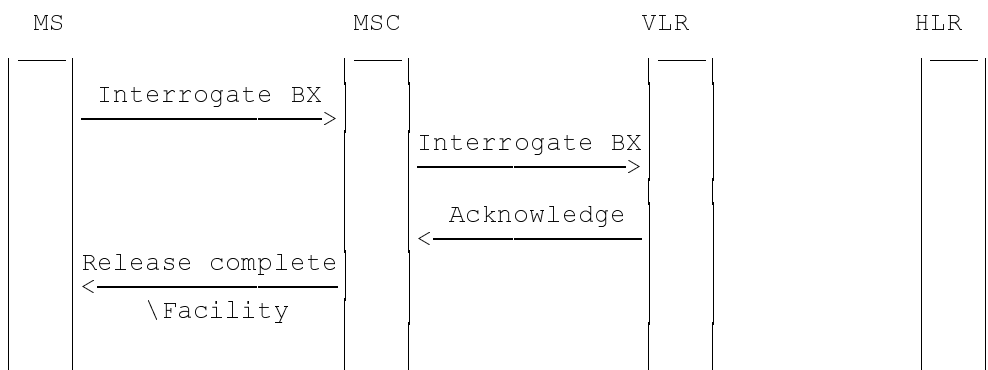 MS MSC VLR HLR
Interrogate BX
Interrogate BX
Acknowledge
Release complete
\Facility